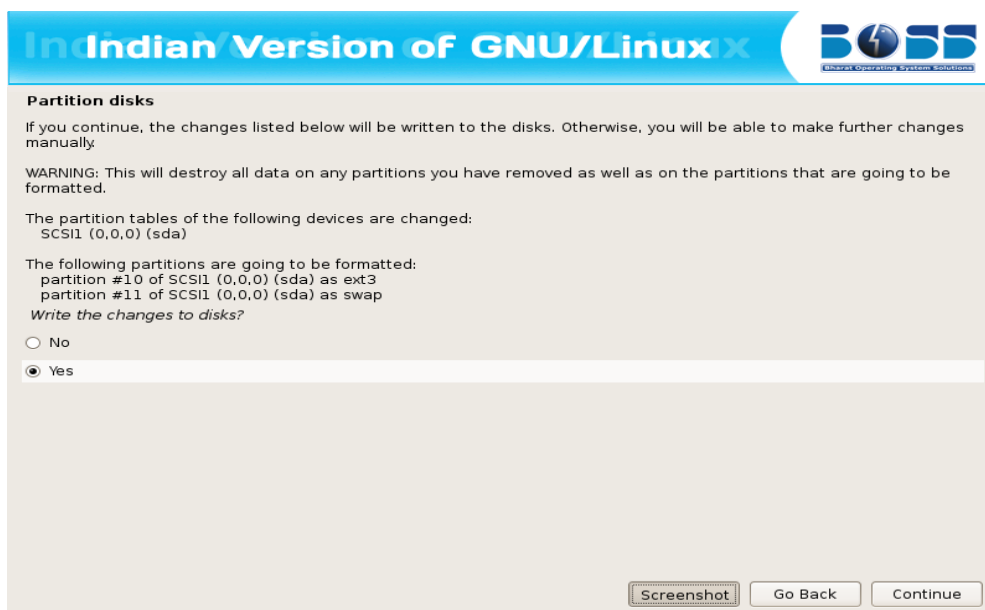 Indian Version of GNU/Linux
BOSS
Bharat Operating System Solutions
Partition disks
If you continue, the changes listed below will be written to the disks. Otherwise, you will be able to make further changes
manually.
WARNING: This will destroy all data on any partitions you have removed as well as on the partitions that are going to be
formatted.
The partition tables of the following devices are changed:
SCSI1 (0,0,0) (sda)
The following partitions are going to be formatted:
partition #10 of SCSI1 (0,0,0) (sda) as ext3
partition #11 of SCSI1 (0,0,0) (sda) as swap
Write the changes to disks?
No
Yes
Screenshot Go Back Continue